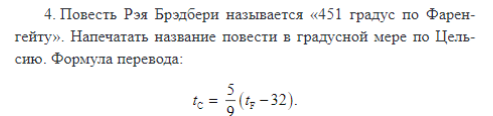 4. Повесть Рэя Брэдбери называется «451 градус по Фарен-
гейту». Напечатать название повести в градусной мере по Цель-
сию. Формула перевода:
t_C = 5/9 (t_F − 32).